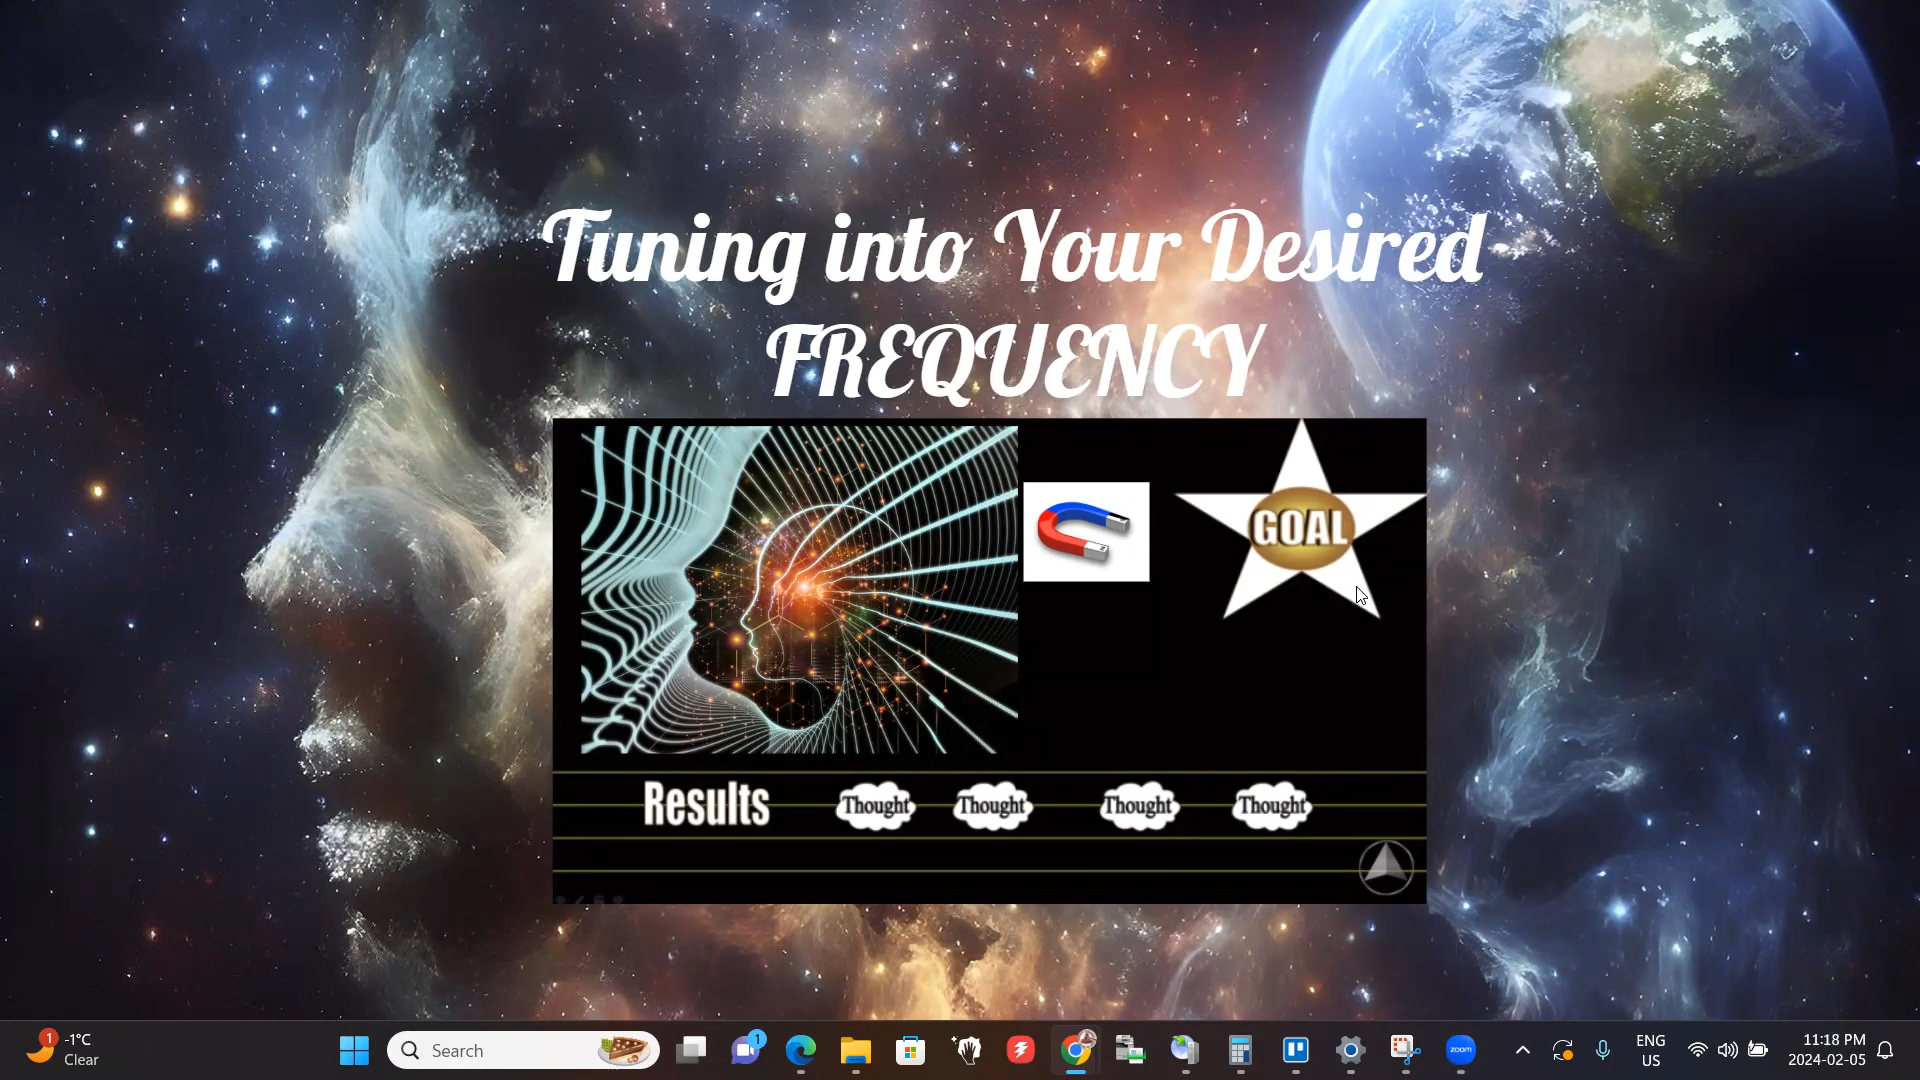 Tuning into Your Desired
FREQUENCY
GOAL
Results Thought Thought Thought Thought
1
-1°C
Clear
Search
1
zoom
ENG
US
11:18 PM
2024-02-05